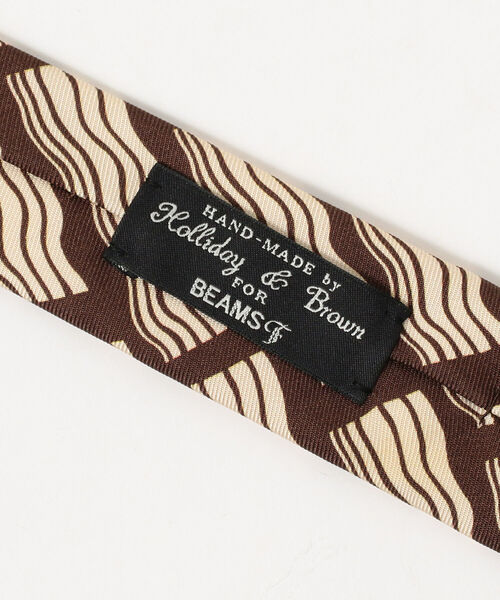 HAND-MADE by
Holliday & Brown
FOR
BEAMS F